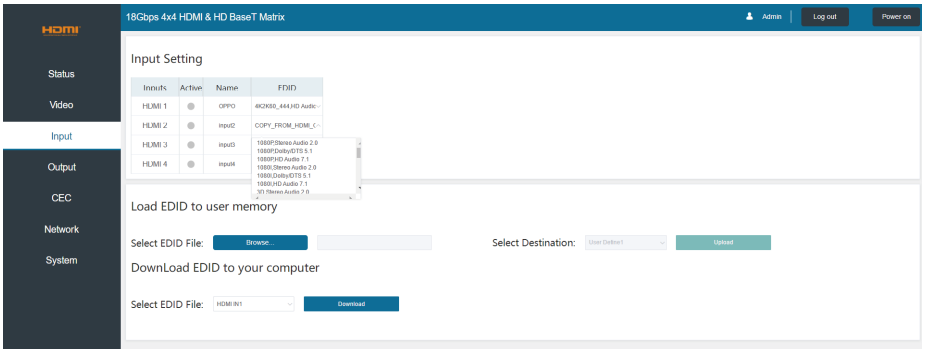 HDMI
18Gbps 4x4 HDMI & HD BaseT Matrix
Admin
Log out
Power on
Status
Video
Input
Output
CEC
Network
System
Input Setting
Inputs Active Name EDID
HDMI 1 OPPO 4K2K60_444,HD Audic
HDMI 2 input2 COPY_FROM_HDMI_(
HDMI 3 input3
HDMI 4 input4
1080P,Stereo Audio 2.0
1080P,Dolby/DTS 5.1
1080P,HD Audio 7.1
1080I,Stereo Audio 2.0
1080I,Dolby/DTS 5.1
1080I,HD Audio 7.1
3D,Stereo Audio 2.0
Load EDID to user memory
Select EDID File: Browse... Select Destination: User Define1 Upload
DownLoad EDID to your computer
Select EDID File: HDMI IN1 Download